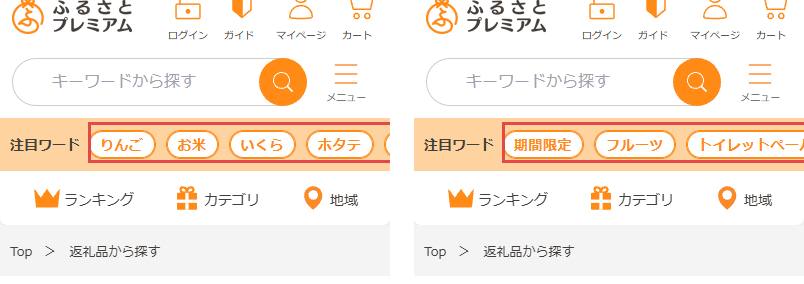 ふるさと
プレミアム
ログイン ガイド マイページ カート
キーワードから探す
メニュー
注目ワード りんご お米 いくら ホタテ
ランキング カテゴリ 地域
Top > 返礼品から探す
ふるさと
プレミアム
ログイン ガイド マイページ カート
キーワードから探す
メニュー
注目ワード 期間限定 フルーツ トイレットペー
ランキング カテゴリ 地域
Top > 返礼品から探す